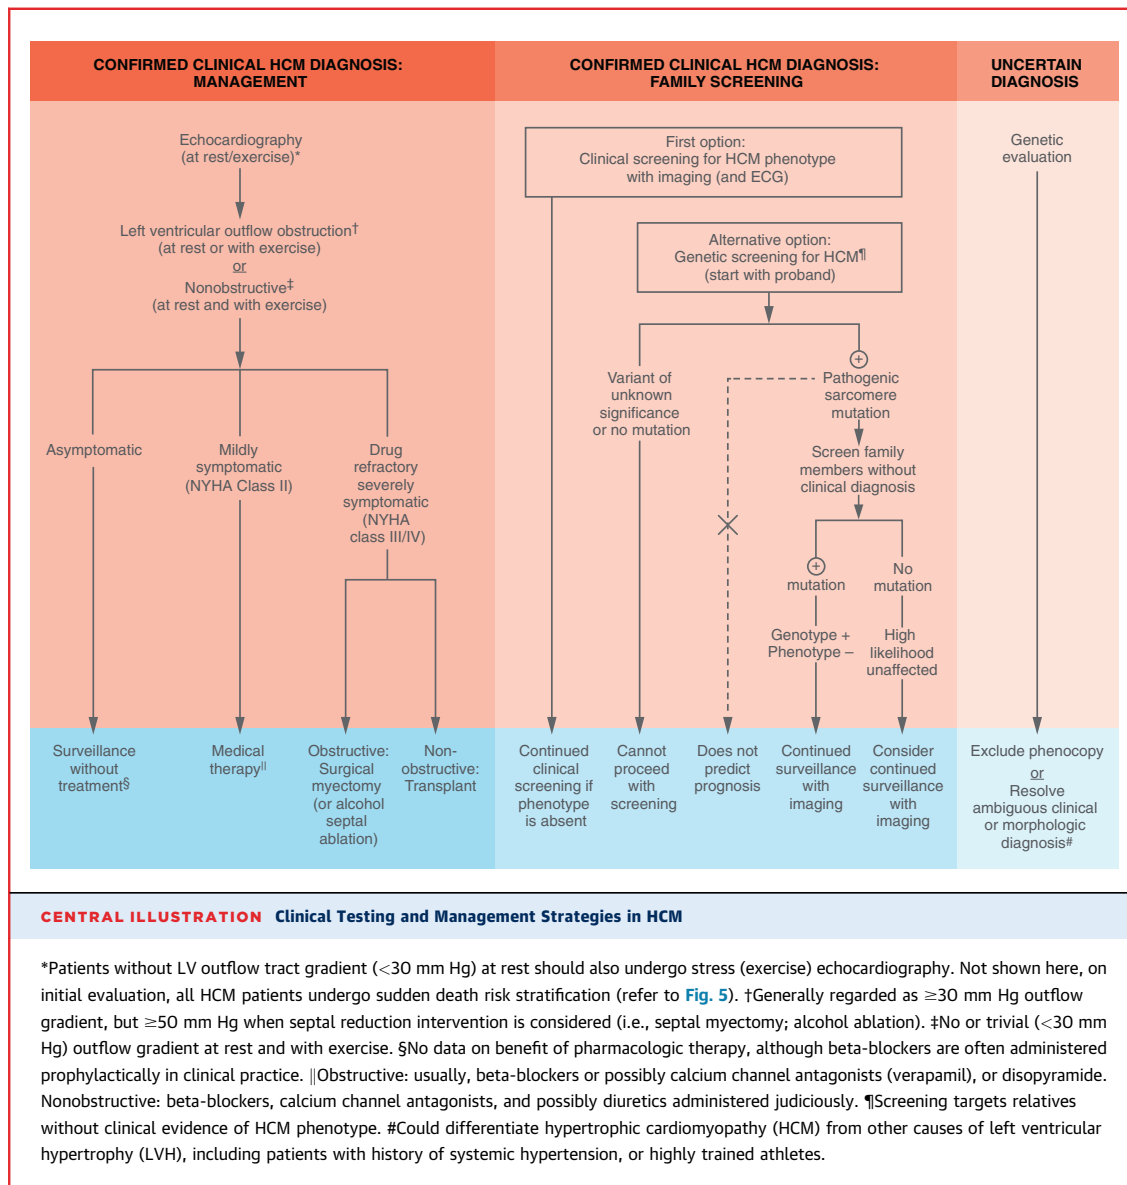 CONFIRMED CLINICAL HCM DIAGNOSIS:
MANAGEMENT
Echocardiography
(at rest/exercise)*
Left ventricular outflow obstruction†
(at rest or with exercise)
or
Nonobstructive‡
(at rest and with exercise)
Asymptomatic
Mildly
symptomatic
(NYHA Class II)
Drug
refractory
severely
symptomatic
(NYHA
class III/IV)
Surveillance
without
treatment§
Medical
therapy||
Obstructive:
Surgical
myectomy
(or alcohol
septal
ablation)
Non-
obstructive:
Transplant
CONFIRMED CLINICAL HCM DIAGNOSIS:
FAMILY SCREENING
First option:
Clinical screening for HCM phenotype
with imaging (and ECG)
Alternative option:
Genetic screening for HCM¶
(start with proband)
Variant of
unknown
significance
or no mutation
+
Pathogenic
sarcomere
mutation
Screen family
members without
clinical diagnosis
+
mutation
No
mutation
Genotype +
Phenotype –
High
likelihood
unaffected
Continued
clinical
screening if
phenotype
is absent
Cannot
proceed
with
screening
Does not
predict
prognosis
Continued
surveillance
with
imaging
Consider
continued
surveillance
with
imaging
UNCERTAIN
DIAGNOSIS
Genetic
evaluation
Exclude phenocopy
or
Resolve
ambiguous clinical
or morphologic
diagnosis#
CENTRAL ILLUSTRATION Clinical Testing and Management Strategies in HCM
*Patients without LV outflow tract gradient (<30 mm Hg) at rest should also undergo stress (exercise) echocardiography. Not shown here, on
initial evaluation, all HCM patients undergo sudden death risk stratification (refer to Fig. 5). †Generally regarded as ≥30 mm Hg outflow
gradient, but ≥50 mm Hg when septal reduction intervention is considered (i.e., septal myectomy; alcohol ablation). ‡No or trivial (<30 mm
Hg) outflow gradient at rest and with exercise. §No data on benefit of pharmacologic therapy, although beta-blockers are often administered
prophylactically in clinical practice. ||Obstructive: usually, beta-blockers or possibly calcium channel antagonists (verapamil), or disopyramide.
Nonobstructive: beta-blockers, calcium channel antagonists, and possibly diuretics administered judiciously. ¶Screening targets relatives
without clinical evidence of HCM phenotype. #Could differentiate hypertrophic cardiomyopathy (HCM) from other causes of left ventricular
hypertrophy (LVH), including patients with history of systemic hypertension, or highly trained athletes.